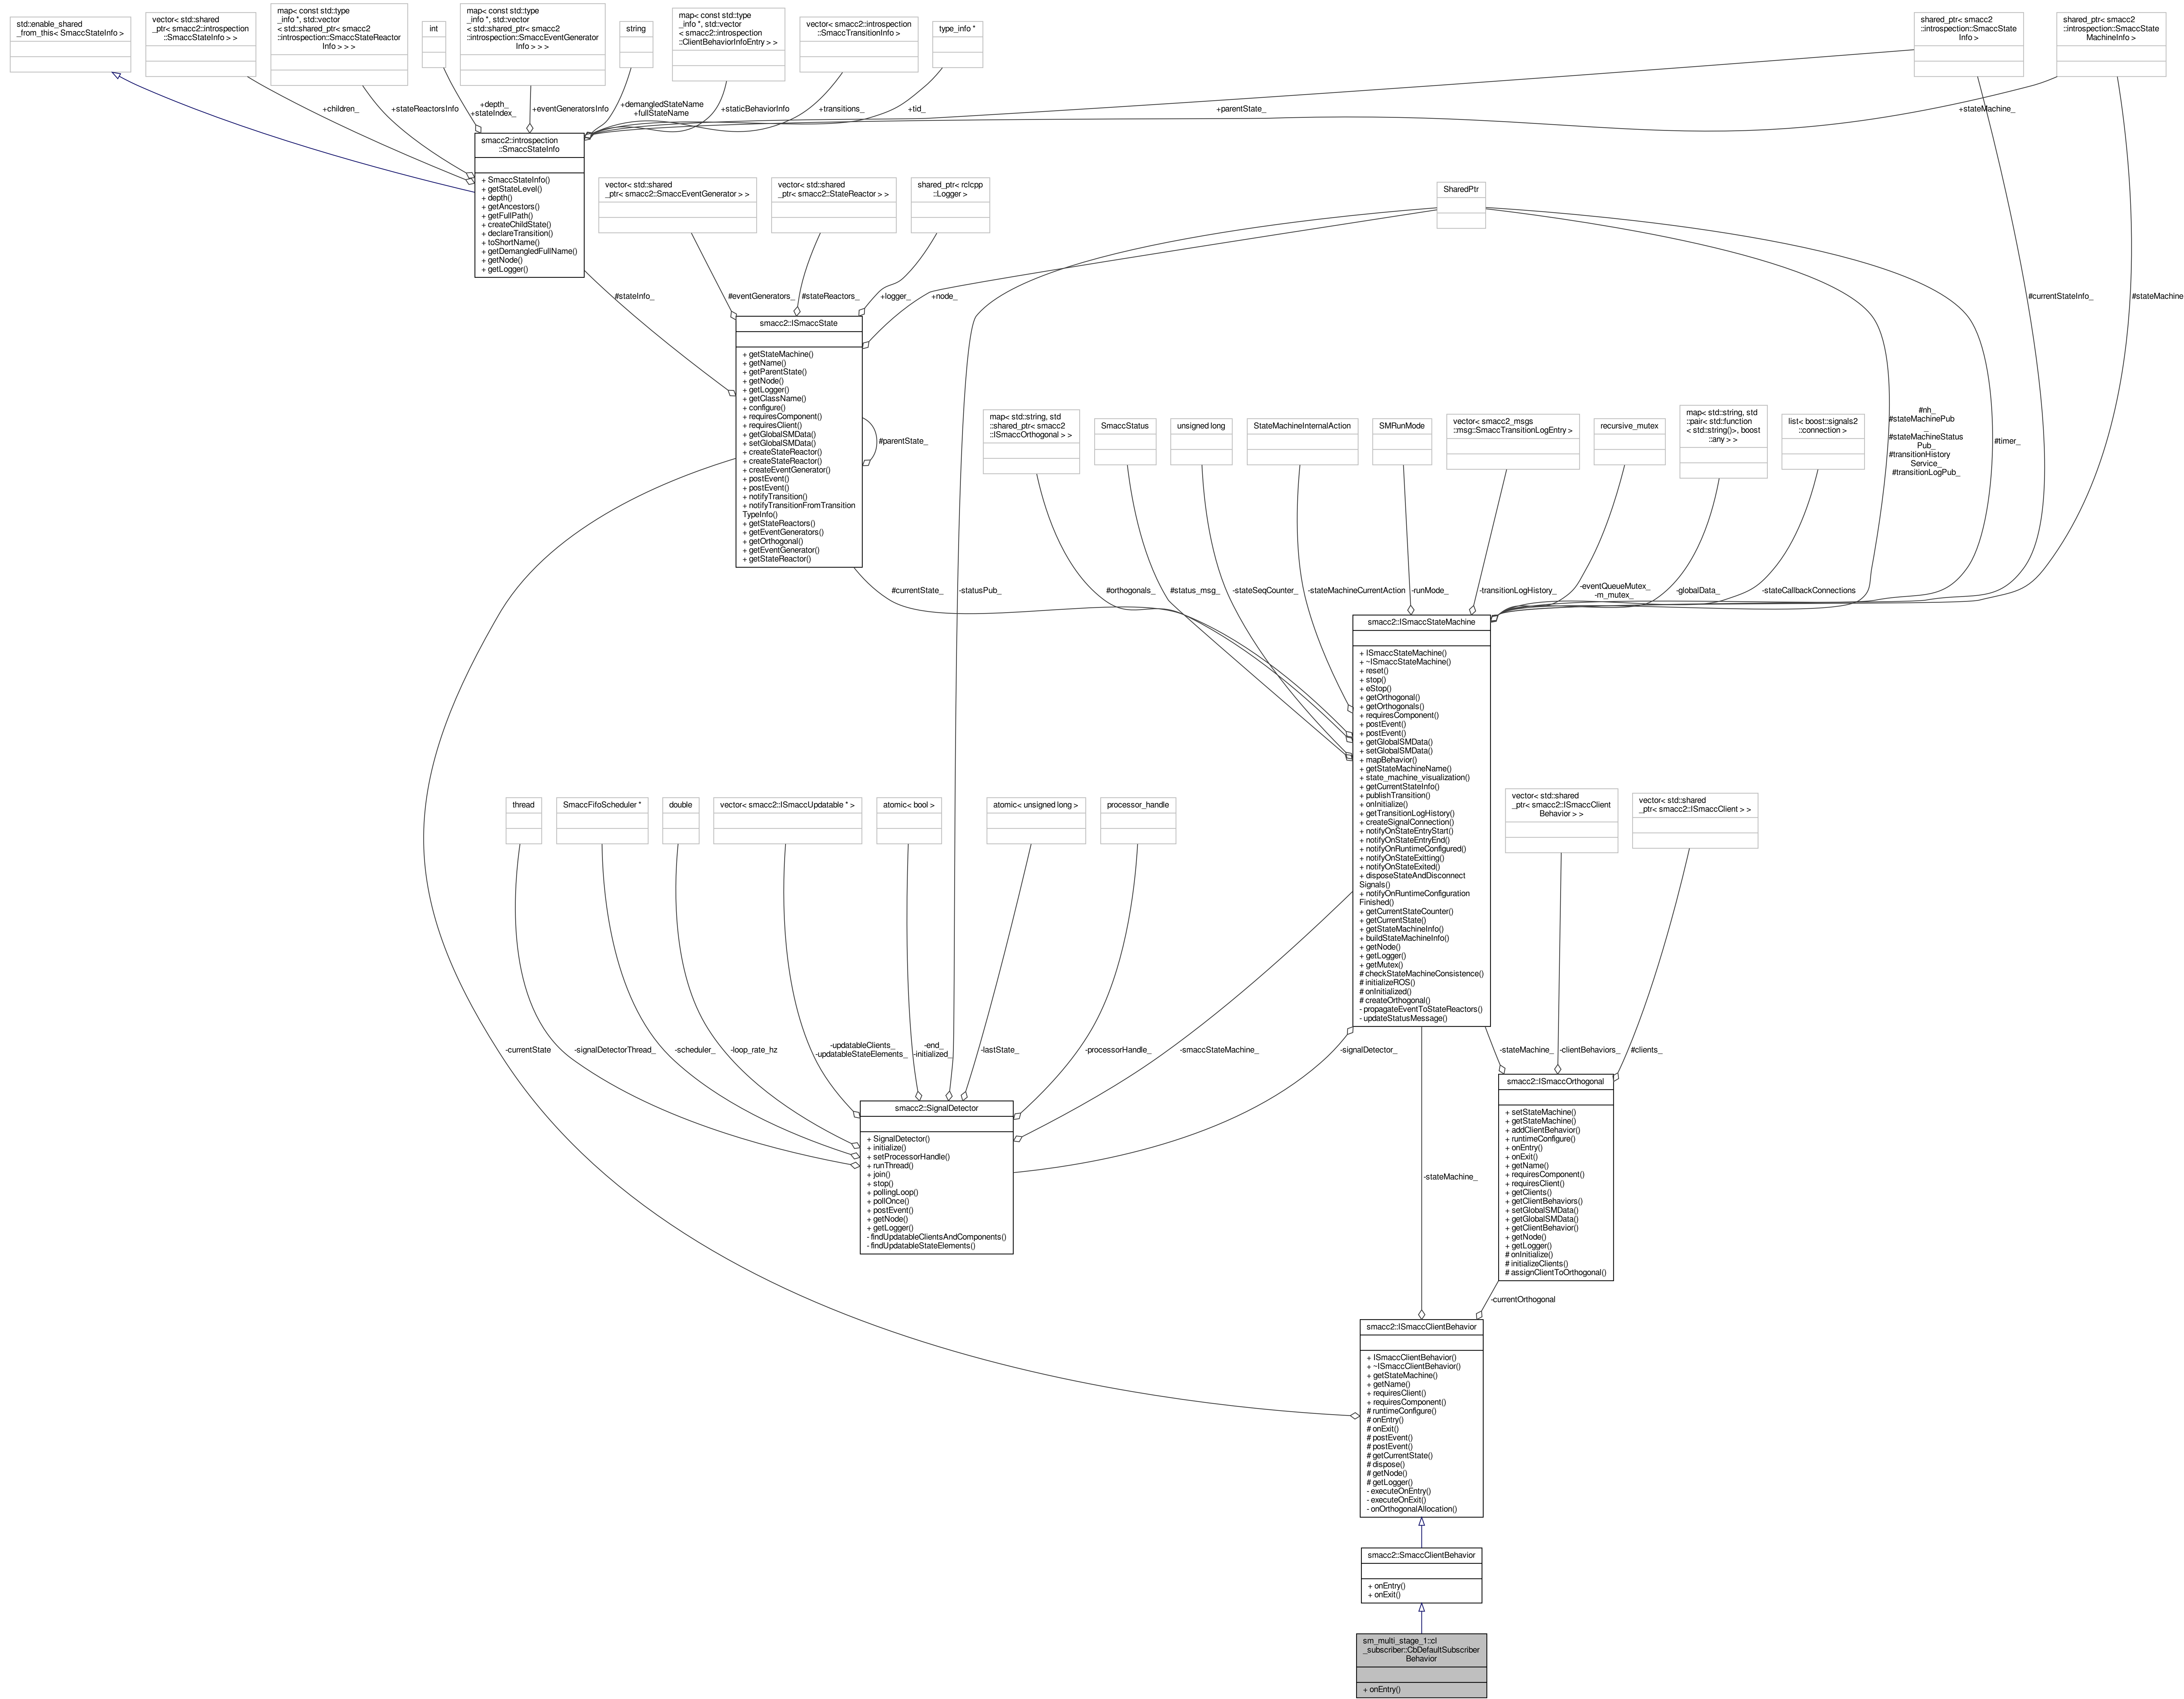 std::enable_shared
_from_this< SmaccStateInfo >
vector< std::shared
_ptr< smacc2::introspection
::SmaccStateInfo > >
map< const std::type
_info *, std::vector
< std::shared_ptr< smacc2
::introspection::SmaccStateReactor
Info > > >
int
map< const std::type
_info *, std::vector
< std::shared_ptr< smacc2
::introspection::SmaccEventGenerator
Info > > >
string
map< const std::type
_info *, std::vector
< smacc2::introspection
::ClientBehaviorInfoEntry > >
vector< smacc2::introspection
::SmaccTransitionInfo >
type_info *
shared_ptr< smacc2
::introspection::SmaccState
Info >
shared_ptr< smacc2
::introspection::SmaccState
MachineInfo >
+children_
+stateReactorsInfo
+depth_
+stateIndex_
+eventGeneratorsInfo
+demangledStateName
+fullStateName
+staticBehaviorInfo
+transitions_
+tid_
+parentState_
+stateMachine_
smacc2::introspection
::SmaccStateInfo
+ SmaccStateInfo()
+ getStateLevel()
+ depth()
+ getAncestors()
+ getFullPath()
+ createChildState()
+ declareTransition()
+ toShortName()
+ getDemangledFullName()
+ getNode()
+ getLogger()
vector< std::shared
_ptr< smacc2::SmaccEventGenerator > >
vector< std::shared
_ptr< smacc2::StateReactor > >
shared_ptr< rclcpp
::Logger >
SharedPtr
#stateInfo_
#eventGenerators_
#stateReactors_
+logger_
+node_
#currentStateInfo_
#stateMachineInfo_
smacc2::ISmaccState
+ getStateMachine()
+ getName()
+ getParentState()
+ getNode()
+ getLogger()
+ getClassName()
+ configure()
+ requiresComponent()
+ requiresClient()
+ getGlobalSMData()
+ setGlobalSMData()
+ createStateReactor()
+ createStateReactor()
+ createEventGenerator()
+ postEvent()
+ postEvent()
+ notifyTransition()
+ notifyTransitionFromTransition
TypeInfo()
+ getStateReactors()
+ getEventGenerators()
+ getOrthogonal()
+ getEventGenerator()
+ getStateReactor()
#parentState_
map< std::string, std
::shared_ptr< smacc2
::ISmaccOrthogonal > >
SmaccStatus
unsigned long
StateMachineInternalAction
SMRunMode
vector< smacc2_msgs
::msg::SmaccTransitionLogEntry >
recursive_mutex
map< std::string, std
::pair< std::function
< std::string()>, boost
::any > >
list< boost::signals2
::connection >
#nh_
#stateMachinePub
_
#stateMachineStatus
Pub_
#transitionHistory
Service_
#transitionLogPub_
#timer_
#currentState_
-statusPub_
#orthogonals_
#status_msg_
-stateSeqCounter_
-stateMachineCurrentAction
-runMode_
-transitionLogHistory_
-eventQueueMutex_
-m_mutex_
-globalData_
-stateCallbackConnections
smacc2::ISmaccStateMachine
+ ISmaccStateMachine()
+ ~ISmaccStateMachine()
+ reset()
+ stop()
+ eStop()
+ getOrthogonal()
+ getOrthogonals()
+ requiresComponent()
+ postEvent()
+ postEvent()
+ getGlobalSMData()
+ setGlobalSMData()
+ mapBehavior()
+ getStateMachineName()
+ state_machine_visualization()
+ getCurrentStateInfo()
+ publishTransition()
+ onInitialize()
+ getTransitionLogHistory()
+ createSignalConnection()
+ notifyOnStateEntryStart()
+ notifyOnStateEntryEnd()
+ notifyOnRuntimeConfigured()
+ notifyOnStateExitting()
+ notifyOnStateExited()
+ disposeStateAndDisconnect
Signals()
+ notifyOnRuntimeConfiguration
Finished()
+ getCurrentStateCounter()
+ getCurrentState()
+ getStateMachineInfo()
+ buildStateMachineInfo()
+ getNode()
+ getLogger()
+ getMutex()
# checkStateMachineConsistence()
# initializeROS()
# onInitialized()
# createOrthogonal()
- propagateEventToStateReactors()
- updateStatusMessage()
thread
SmaccFifoScheduler *
double
vector< smacc2::ISmaccUpdatable * >
atomic< bool >
atomic< unsigned long >
processor_handle
vector< std::shared
_ptr< smacc2::ISmaccClient
Behavior > >
vector< std::shared
_ptr< smacc2::ISmaccClient > >
-currentState
-signalDetectorThread_
-scheduler_
-loop_rate_hz
-updatableClients_
-updatableStateElements_
-end_
-initialized_
-lastState_
-processorHandle_
-smaccStateMachine_
-signalDetector_
-stateMachine_
-clientBehaviors_
#clients_
smacc2::SignalDetector
+ SignalDetector()
+ initialize()
+ setProcessorHandle()
+ runThread()
+ join()
+ stop()
+ pollingLoop()
+ pollOnce()
+ postEvent()
+ getNode()
+ getLogger()
- findUpdatableClientsAndComponents()
- findUpdatableStateElements()
-stateMachine_
smacc2::ISmaccOrthogonal
+ setStateMachine()
+ getStateMachine()
+ addClientBehavior()
+ runtimeConfigure()
+ onEntry()
+ onExit()
+ getName()
+ requiresComponent()
+ requiresClient()
+ getClients()
+ getClientBehaviors()
+ setGlobalSMData()
+ getGlobalSMData()
+ getClientBehavior()
+ getNode()
+ getLogger()
# onInitialize()
# initializeClients()
# assignClientToOrthogonal()
-currentOrthogonal
smacc2::ISmaccClientBehavior
+ ISmaccClientBehavior()
+ ~ISmaccClientBehavior()
+ getStateMachine()
+ getName()
+ requiresClient()
+ requiresComponent()
# runtimeConfigure()
# onEntry()
# onExit()
# postEvent()
# postEvent()
# getCurrentState()
# dispose()
# getNode()
# getLogger()
- executeOnEntry()
- executeOnExit()
- onOrthogonalAllocation()
smacc2::SmaccClientBehavior
+ onEntry()
+ onExit()
sm_multi_stage_1::cl
_subscriber::CbDefaultSubscriber
Behavior
+ onEntry()